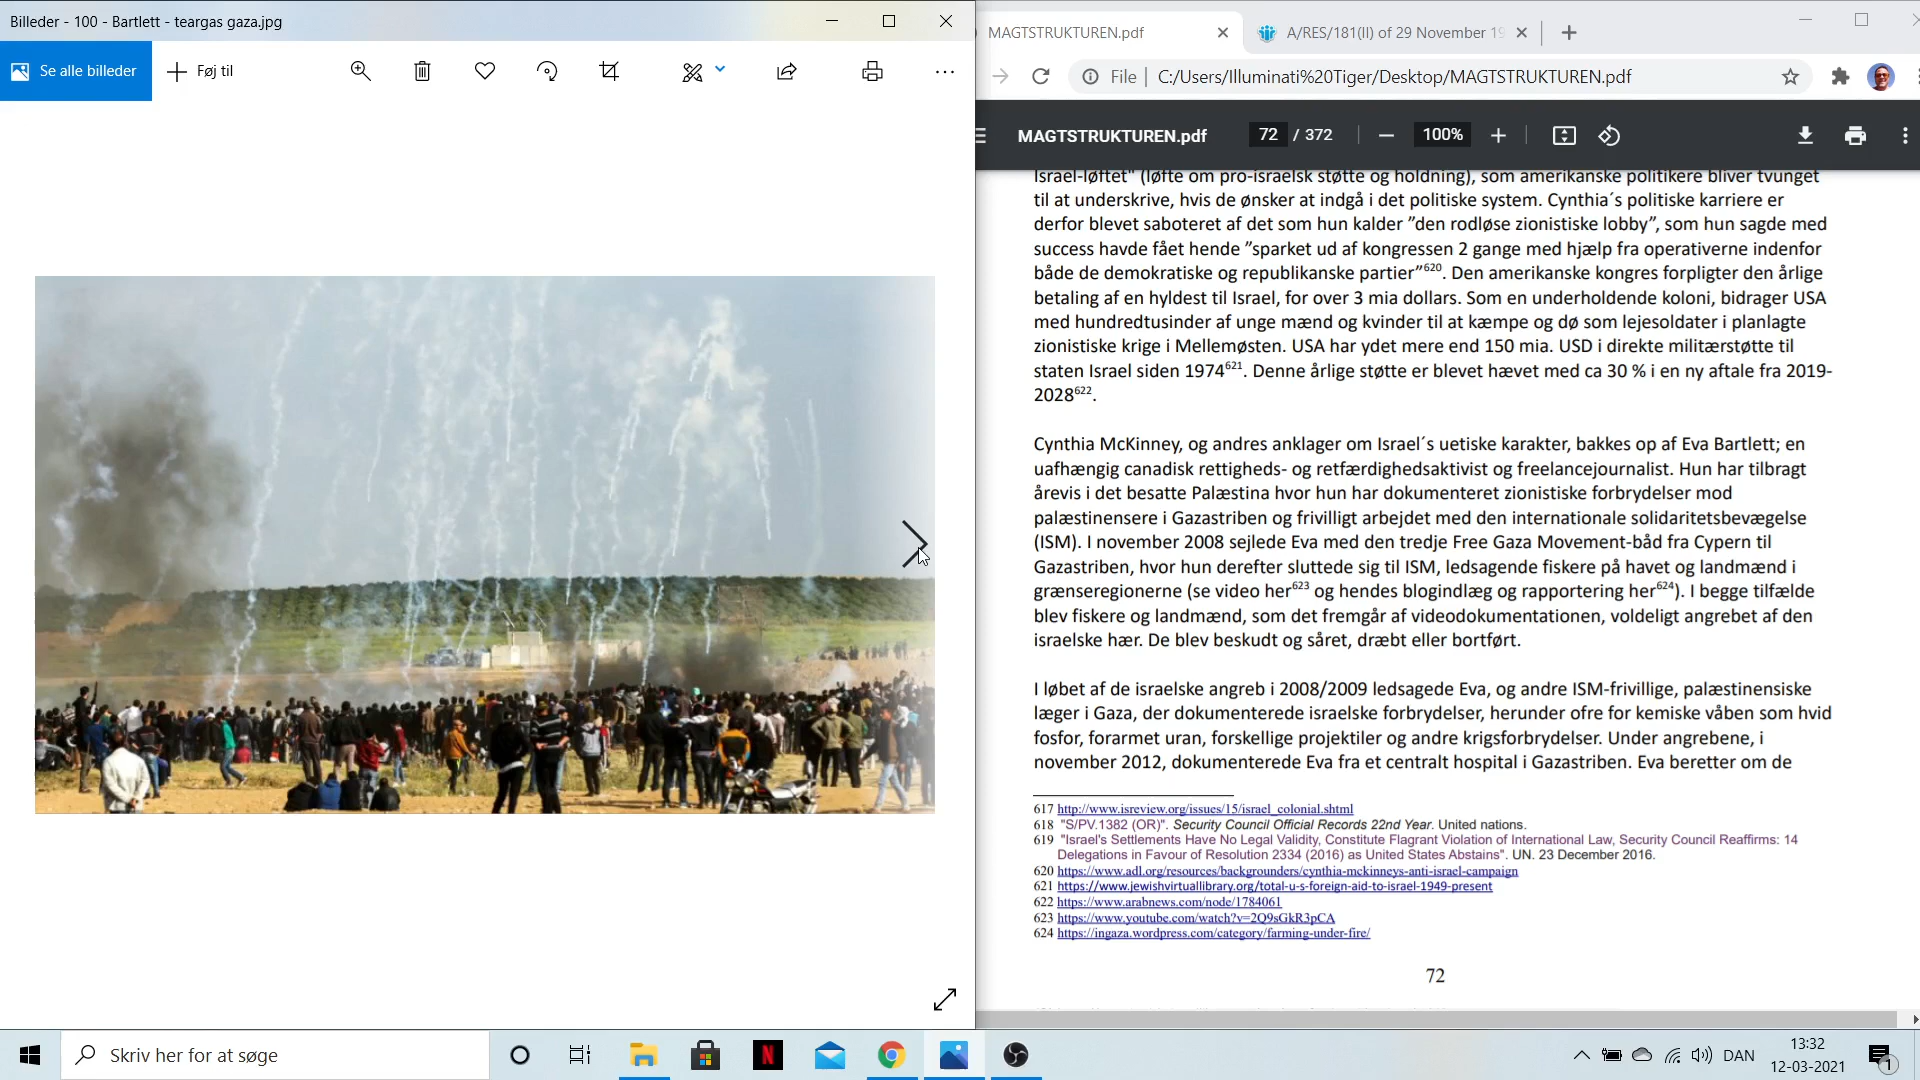 Billeder - 100 - Bartlett - teargas gaza.jpg
Se alle billeder
Føj til
MAGTSTRUKTUREN.pdf
A/RES/181(II) of 29 November 19
File
C:/Users/Illuminati%20Tiger/Desktop/MAGTSTRUKTUREN.pdf
MAGTSTRUKTUREN.pdf
72 / 372
100%
Israel-løftet" (løfte om pro-israelsk støtte og holdning), som amerikanske politikere bliver tvunget
til at underskrive, hvis de ønsker at indgå i det politiske system. Cynthia´s politiske karriere er
derfor blevet saboteret af det som hun kalder ”den rodløse zionistiske lobby”, som hun sagde med
success havde fået hende ”sparket ud af kongressen 2 gange med hjælp fra operativerne indenfor
både de demokratiske og republikanske partier”620. Den amerikanske kongres forpligter den årlige
betaling af en hyldest til Israel, for over 3 mia dollars. Som en underholdende koloni, bidrager USA
med hundredtusinder af unge mænd og kvinder til at kæmpe og dø som lejesoldater i planlagte
zionistiske krige i Mellemøsten. USA har ydet mere end 150 mia. USD i direkte militærstøtte til
staten Israel siden 1974621. Denne årlige støtte er blevet hævet med ca 30 % i en ny aftale fra 2019-
2028622.
Cynthia McKinney, og andres anklager om Israel´s uetiske karakter, bakkes op af Eva Bartlett; en
uafhængig canadisk rettigheds- og retfærdighedsaktivist og freelancejournalist. Hun har tilbragt
årevis i det besatte Palæstina hvor hun har dokumenteret zionistiske forbrydelser mod
palæstinensere i Gazastriben og frivilligt arbejdet med den internationale solidaritetsbevægelse
(ISM). I november 2008 sejlede Eva med den tredje Free Gaza Movement-båd fra Cypern til
Gazastriben, hvor hun derefter sluttede sig til ISM, ledsagende fiskere på havet og landmænd i
grænseregionerne (se video her623 og hendes blogindlæg og rapportering her624). I begge tilfælde
blev fiskere og landmænd, som det fremgår af videodokumentationen, voldeligt angrebet af den
israelske hær. De blev beskudt og såret, dræbt eller bortført.
I løbet af de israelske angreb i 2008/2009 ledsagede Eva, og andre ISM-frivillige, palæstinensiske
læger i Gaza, der dokumenterede israelske forbrydelser, herunder ofre for kemiske våben som hvid
fosfor, forarmet uran, forskellige projektiler og andre krigsforbrydelser. Under angrebene, i
november 2012, dokumenterede Eva fra et centralt hospital i Gazastriben. Eva beretter om de
617 http://www.isreview.org/issues/15/israel_colonial.shtml
618 "S/PV.1382 (OR)". Security Council Official Records 22nd Year. United nations.
619 "Israel's Settlements Have No Legal Validity, Constitute Flagrant Violation of International Law, Security Council Reaffirms: 14
Delegations in Favour of Resolution 2334 (2016) as United States Abstains". UN. 23 December 2016.
620 https://www.adl.org/resources/backgrounders/cynthia-mckinneys-anti-israel-campaign
621 https://www.jewishvirtuallibrary.org/total-u-s-foreign-aid-to-israel-1949-present
622 https://www.arabnews.com/node/1784061
623 https://www.youtube.com/watch?v=2Q9sGkR3pCA
624 https://ingaza.wordpress.com/category/farming-under-fire/
72
Skriv her for at søge
N
DAN
13:32
12-03-2021
1